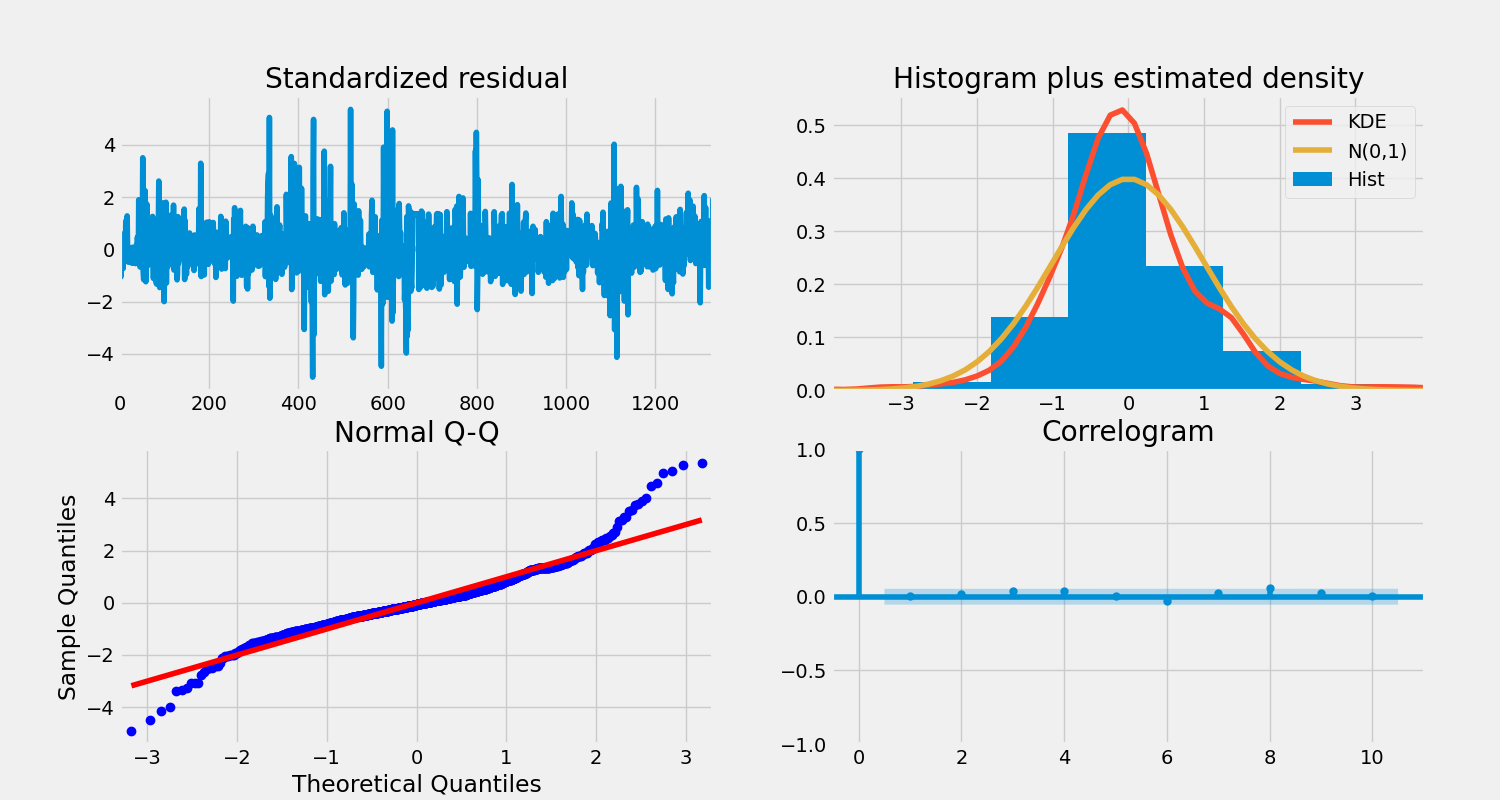 Standardized residual
4
2
0
−2
−4
0 200 400 600 800 1000 1200
Histogram plus estimated density
0.5
0.4
0.3
0.2
0.1
0.0
−3 −2 −1 0 1 2 3
KDE
N(0,1)
Hist
Normal Q-Q
Sample Quantiles
4
2
0
−2
−4
−3 −2 −1 0 1 2 3
Theoretical Quantiles
Correlogram
1.0
0.5
0.0
−0.5
−1.0
0 2 4 6 8 10